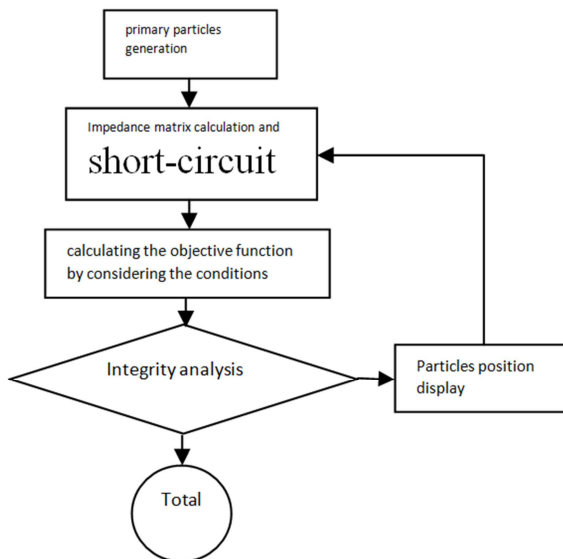 primary particles
generation
Impedance matrix calculation and
short-circuit
calculating the objective function
by considering the conditions
Integrity analysis
Particles position
display
Total